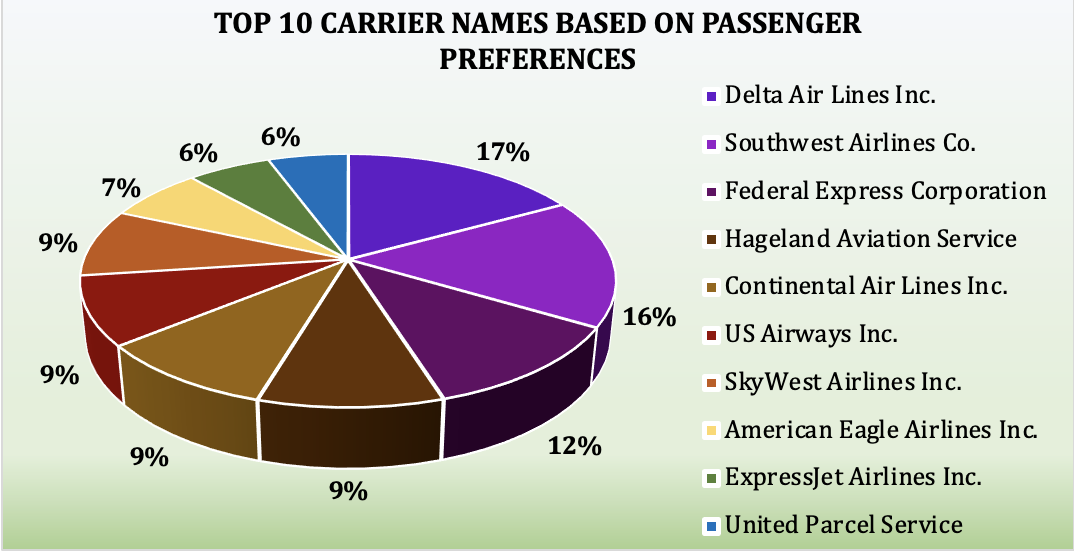 TOP 10 CARRIER NAMES BASED ON PASSENGER
PREFERENCES
17%
16%
12%
9%
9%
9%
9%
7%
6%
6%
Delta Air Lines Inc.
Southwest Airlines Co.
Federal Express Corporation
Hageland Aviation Service
Continental Air Lines Inc.
US Airways Inc.
SkyWest Airlines Inc.
American Eagle Airlines Inc.
ExpressJet Airlines Inc.
United Parcel Service